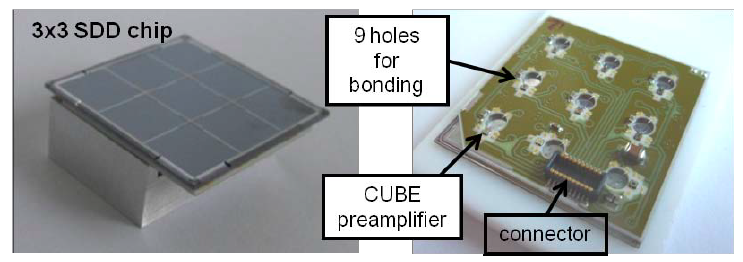 3x3 SDD chip
9 holes
for
bonding
CUBE
preamplifier
connector